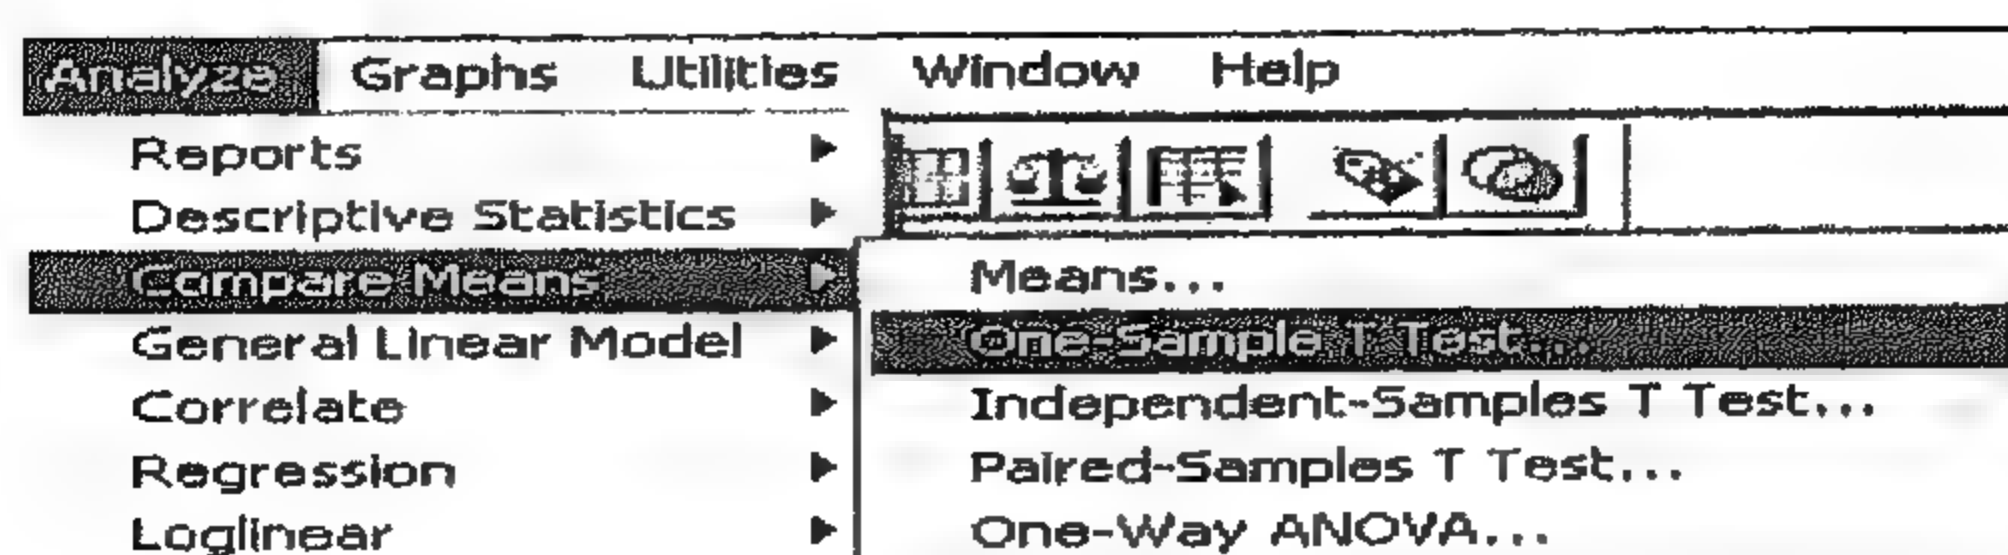 Analyze Graphs Utilities Window Help
Reports
Descriptive Statistics
Compare Means
General Linear Model
Correlate
Regression
Loglinear
Means...
One-Sample T Test...
Independent-Samples T Test...
Paired-Samples T Test...
One-Way ANOVA...